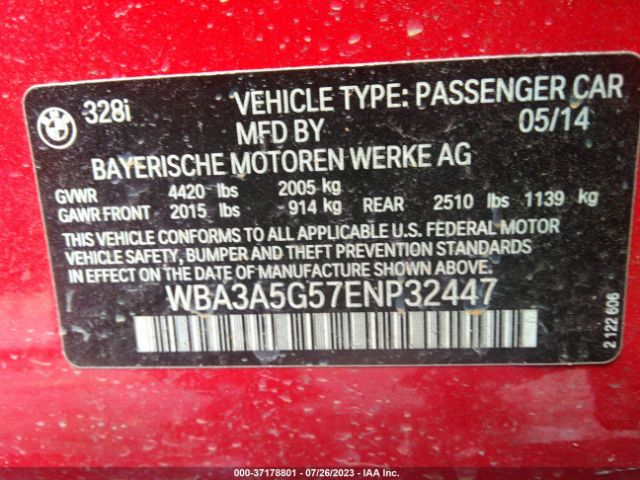 BMW
328i VEHICLE TYPE: PASSENGER CAR
MFD BY 05/14
BAYERISCHE MOTOREN WERKE AG
GVWR 4420 lbs 2005 kg
GAWR FRONT 2015 lbs 914 kg REAR 2510 lbs 1139 kg
THIS VEHICLE CONFORMS TO ALL APPLICABLE U.S. FEDERAL MOTOR
VEHICLE SAFETY, BUMPER AND THEFT PREVENTION STANDARDS
IN EFFECT ON THE DATE OF MANUFACTURE SHOWN ABOVE.
WBA3A5G57ENP32447
2 122 606
000-37178801 - 07/26/2023 - IAA Inc.